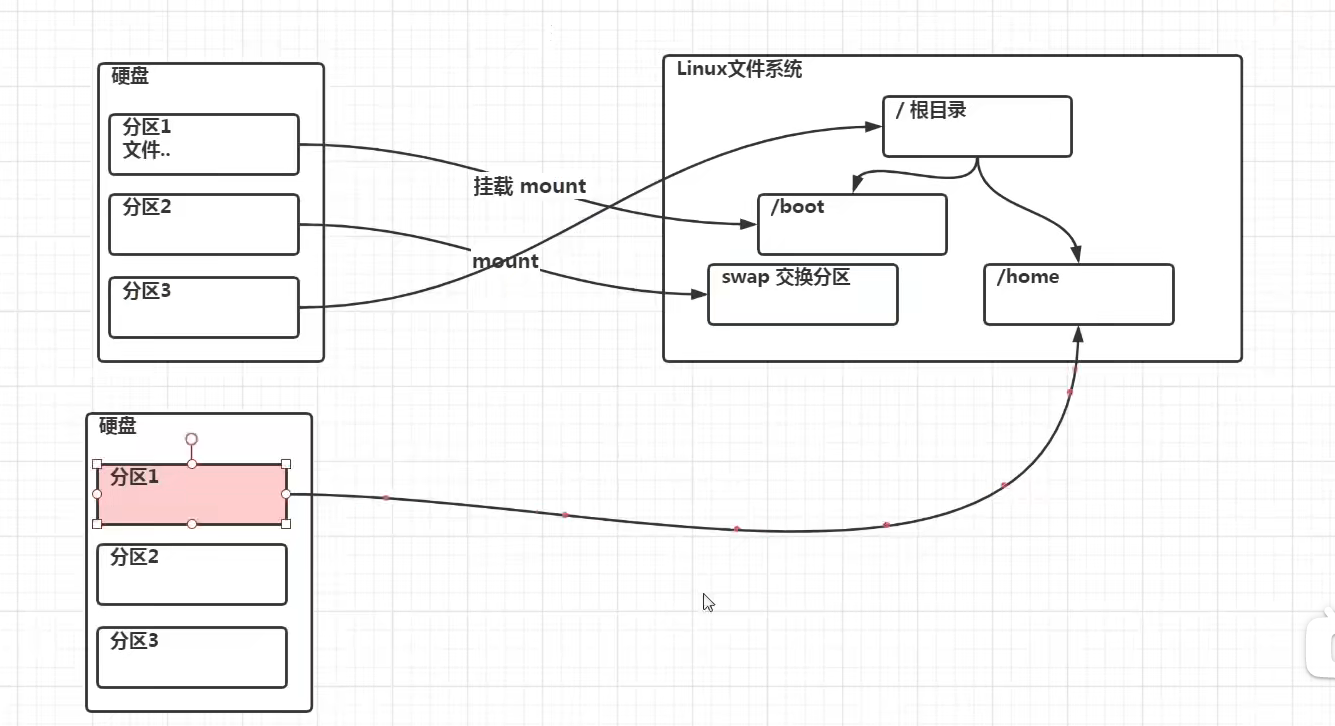 硬盘
分区1
文件..
分区2
分区3
挂载 mount
mount
Linux文件系统
/ 根目录
/boot
swap 交换分区
/home
硬盘
分区1
分区2
分区3